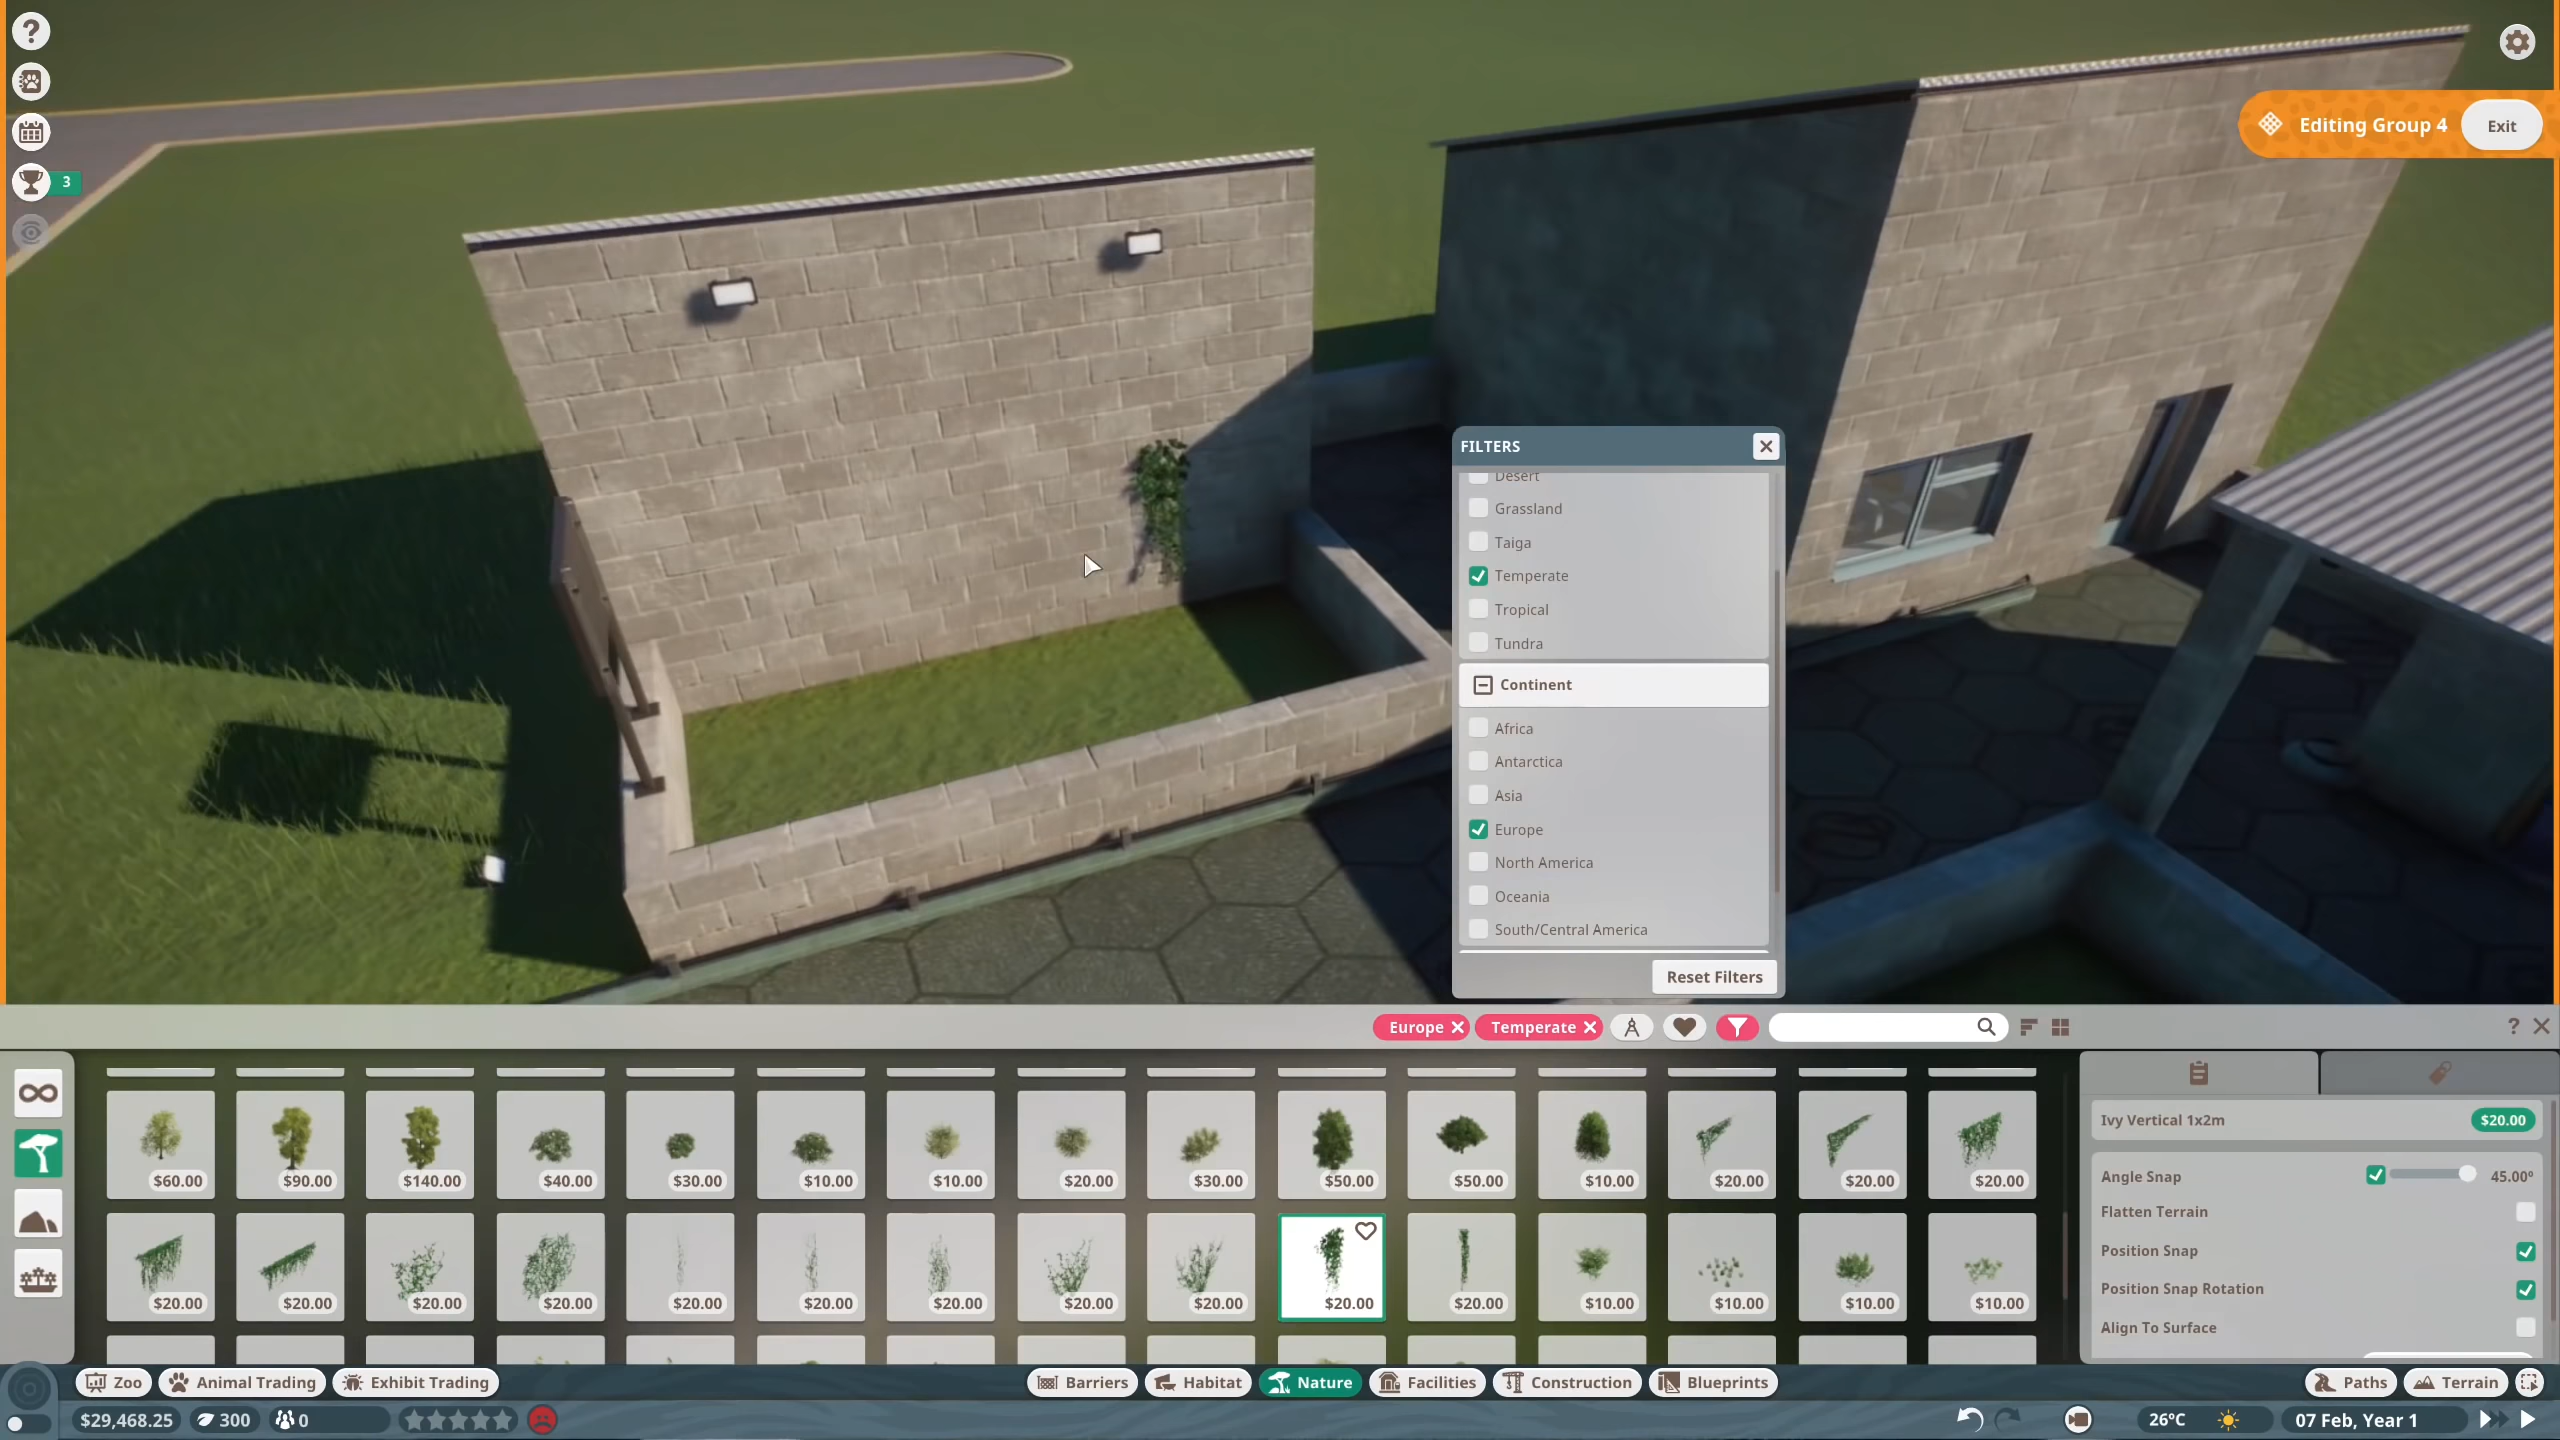 ?
3
Editing Group 4 Exit
FILTERS
Desert
Grassland
Taiga
Temperate
Tropical
Tundra
Continent
Africa
Antarctica
Asia
Europe
North America
Oceania
South/Central America
Reset Filters
Europe Temperate ?
$60.00 $90.00 $140.00 $40.00 $30.00 $10.00 $10.00 $20.00 $30.00 $50.00 $50.00 $10.00 $20.00 $20.00 $20.00
$20.00 $20.00 $20.00 $20.00 $20.00 $20.00 $20.00 $20.00 $20.00 $20.00 $20.00 $10.00 $10.00 $10.00 $10.00
Ivy Vertical 1x2m $20.00
Angle Snap 45.00°
Flatten Terrain
Position Snap
Position Snap Rotation
Align To Surface
Zoo Animal Trading Exhibit Trading Barriers Habitat Nature Facilities Construction Blueprints Paths Terrain
$29,468.25 300 0 26°C 07 Feb, Year 1